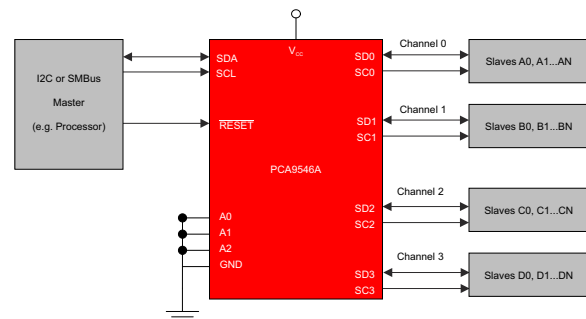 I2C or SMBus
Master
(e.g. Processor)
VCC
SDA
SCL
RESET
PCA9546A
A0
A1
A2
GND
SD0
SC0
SD1
SC1
SD2
SC2
SD3
SC3
Channel 0
Channel 1
Channel 2
Channel 3
Slaves A0, A1...AN
Slaves B0, B1...BN
Slaves C0, C1...CN
Slaves D0, D1...DN